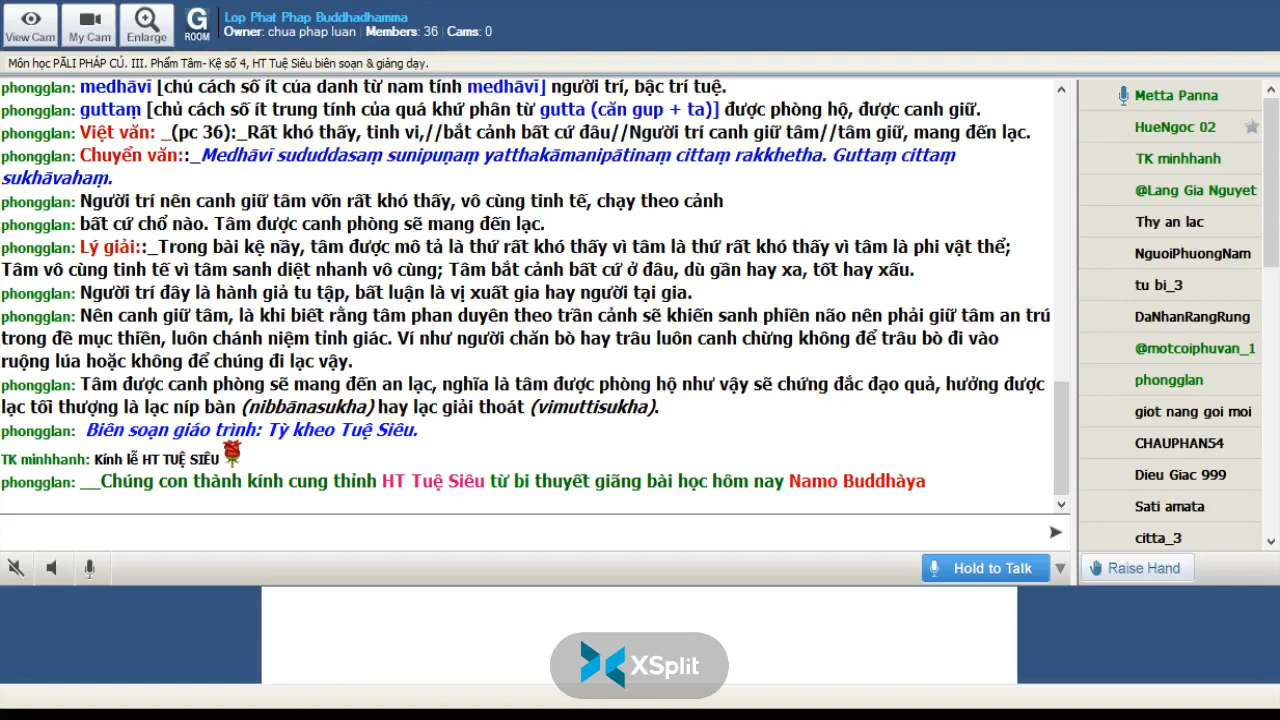 View Cam
My Cam
Enlarge
G
ROOM
Lop Phat Phap Buddhadhamma
Owner: chua phap luan | Members: 36 | Cams: 0
Môn học PÃLI PHÁP CÚ. III. Phẩm Tâm- Kệ số 4, HT Tuệ Siêu biên soạn & giảng dạy.
phongglan: medhāvī [chủ cách số ít của danh từ nam tính medhāvī] người trí, bậc trí tuệ.
phongglan: guttaṃ [chủ cách số ít trung tính của quá khứ phân từ gutta (căn gup + ta)] được phòng hộ, được canh giữ.
phongglan: Việt văn: _(pc 36):_Rất khó thấy, tinh vi,//bắt cảnh bất cứ đâu//Người trí canh giữ tâm//tâm giữ, mang đến lạc.
phongglan: Chuyển văn::_Medhāvī sududdasaṃ sunipuṇaṃ yatthakāmanipātinaṃ cittaṃ rakkhetha. Guttaṃ cittaṃ
sukhāvahaṃ.
phongglan: Người trí nên canh giữ tâm vốn rất khó thấy, vô cùng tinh tế, chạy theo cảnh
phongglan: bất cứ chổ nào. Tâm được canh phòng sẽ mang đến lạc.
phongglan: Lý giải::_Trong bài kệ nầy, tâm được mô tả là thứ rất khó thấy vì tâm là thứ rất khó thấy vì tâm là phi vật thể;
Tâm vô cùng tinh tế vì tâm sanh diệt nhanh vô cùng; Tâm bắt cảnh bất cứ ở đâu, dù gần hay xa, tốt hay xấu.
phongglan: Người trí đây là hành giả tu tập, bất luận là vị xuất gia hay người tại gia.
phongglan: Nên canh giữ tâm, là khi biết rằng tâm phan duyên theo trần cảnh sẽ khiến sanh phiền não nên phải giữ tâm an trú
trong đề mục thiền, luôn chánh niệm tỉnh giác. Ví như người chăn bò hay trâu luôn canh chừng không để trâu bò đi vào
ruộng lúa hoặc không để chúng đi lạc vậy.
phongglan: Tâm được canh phòng sẽ mang đến an lạc, nghĩa là tâm được phòng hộ như vậy sẽ chứng đắc đạo quả, hưởng được
lạc tối thượng là lạc níp bàn (nibbānasukha) hay lạc giải thoát (vimuttisukha).
phongglan: Biên soạn giáo trình: Tỳ kheo Tuệ Siêu.
TK minhhanh: Kính lễ HT TUỆ SIÊU
phongglan: __Chúng con thành kính cung thỉnh HT Tuệ Siêu từ bi thuyết giãng bài học hôm nay Namo Buddhàya
Hold to Talk
Metta Panna
HueNgoc 02
TK minhhanh
@Lang Gia Nguyet
Thy an lac
NguoiPhuongNam
tu bi_3
DaNhanRangRung
@motcoiphuvan_1
phongglan
giot nang goi moi
CHAUPHAN54
Dieu Giac 999
Sati amata
citta_3
Raise Hand
XSplit